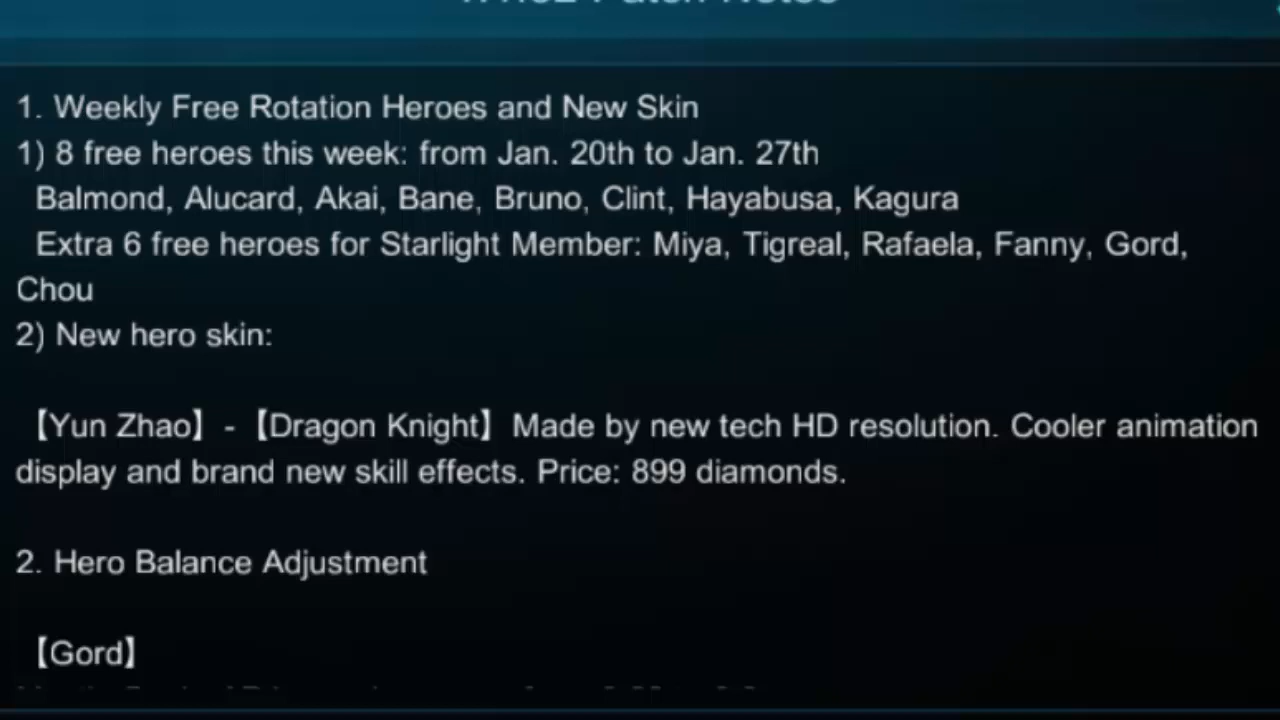 Patch Notes
1. Weekly Free Rotation Heroes and New Skin
1) 8 free heroes this week: from Jan. 20th to Jan. 27th
Balmond, Alucard, Akai, Bane, Bruno, Clint, Hayabusa, Kagura
Extra 6 free heroes for Starlight Member: Miya, Tigreal, Rafaela, Fanny, Gord,
Chou
2) New hero skin:
【Yun Zhao】 - 【Dragon Knight】 Made by new tech HD resolution. Cooler animation
display and brand new skill effects. Price: 899 diamonds.
2. Hero Balance Adjustment
【Gord】